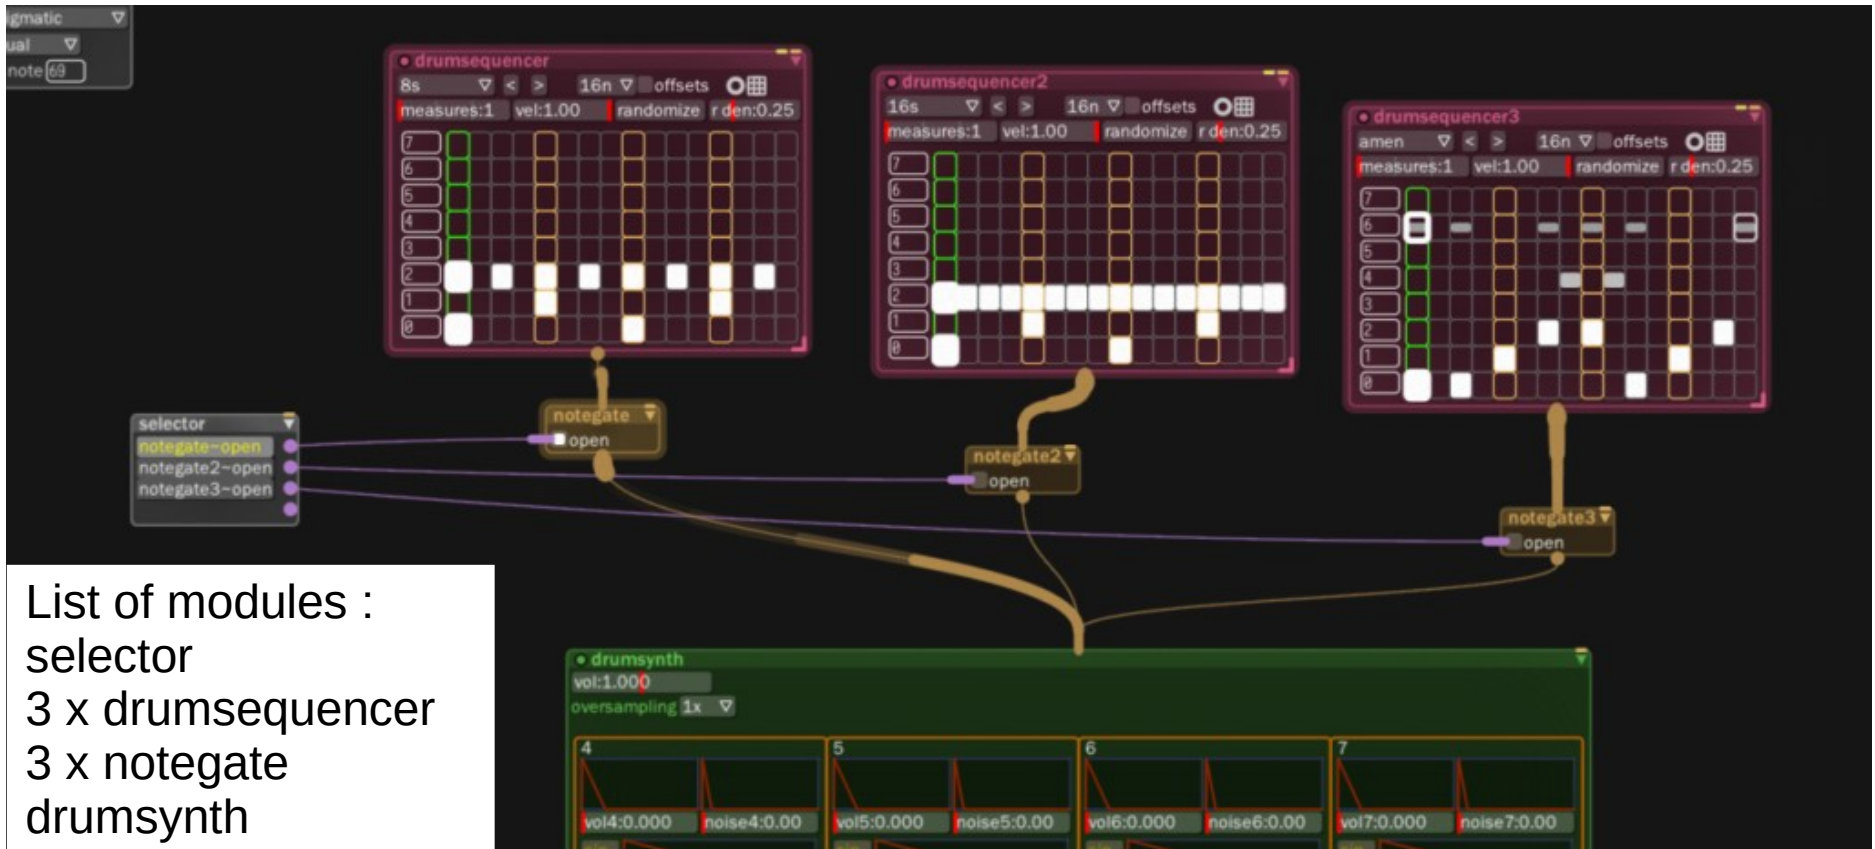 igmatic
ual
note 69
drumsequencer
8s < > 16n offsets
measures:1 vel:1.00 randomize r den:0.25
7
6
5
4
3
2
1
0
drumsequencer2
16s < > 16n offsets
measures:1 vel:1.00 randomize r den:0.25
7
6
5
4
3
2
1
0
drumsequencer3
amen < > 16n offsets
measures:1 vel:1.00 randomize r den:0.25
7
6
5
4
3
2
1
0
selector
notegate~open
notegate2~open
notegate3~open
notegate
open
notegate2
open
notegate3
open
List of modules :
selector
3 x drumsequencer
3 x notegate
drumsynth
drumsynth
vol:1.000
oversampling 1x
4 5 6 7
vol4:0.000 noise4:0.00 vol5:0.000 noise5:0.00 vol6:0.000 noise6:0.00 vol7:0.000 noise7:0.00